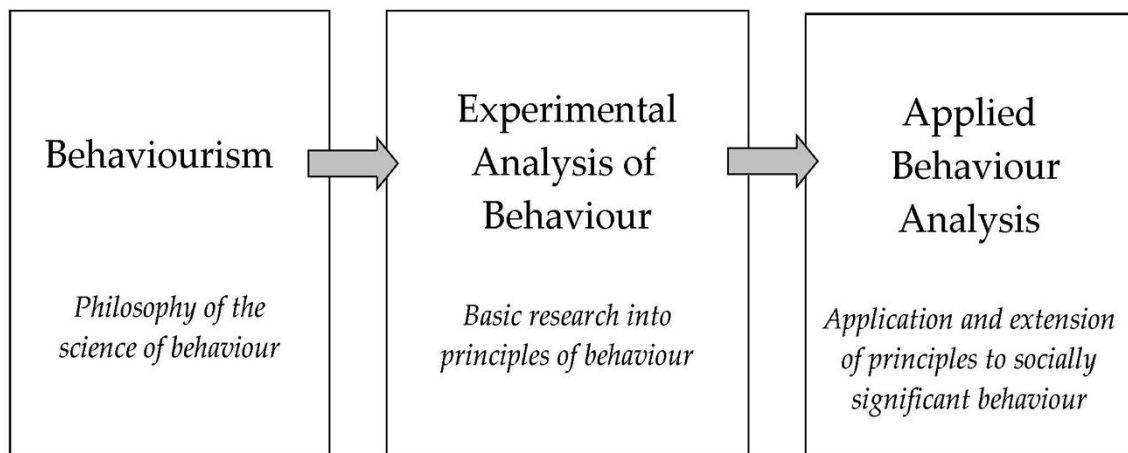 Behaviourism
Philosophy of the
science of behaviour
Experimental
Analysis of
Behaviour
Basic research into
principles of behaviour
Applied
Behaviour
Analysis
Application and extension
of principles to socially
significant behaviour